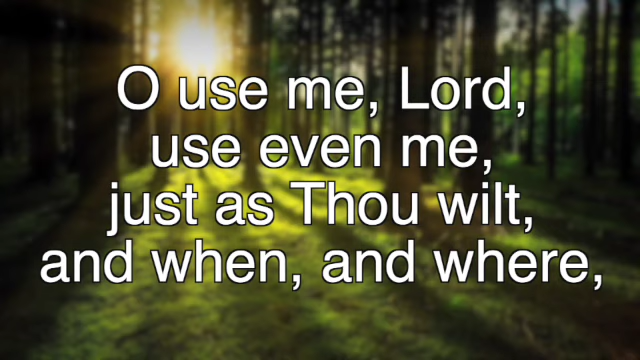 O use me, Lord,
use even me,
just as Thou wilt,
and when, and where,